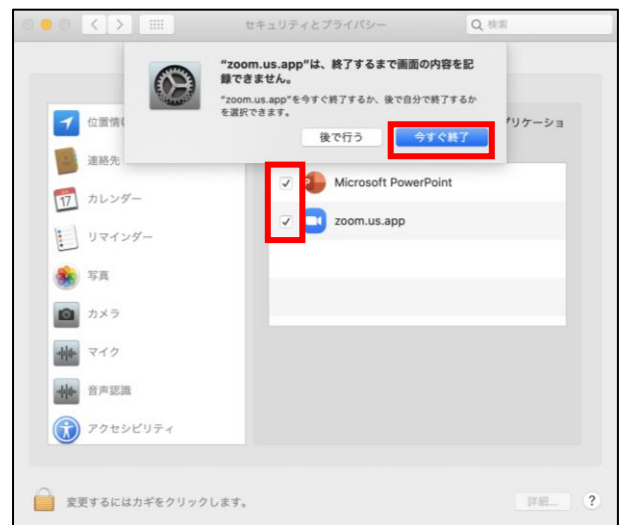 セキュリティとプライバシー
検索
"zoom.us.app"は、終了するまで画面の内容を記
録できません。
"zoom.us.app"を今すぐ終了するか、後で自分で終了するか
を選択できます。
後で行う
今すぐ終了
位置情
プリケーショ
連絡先
17
カレンダー
リマインダー
写真
カメラ
マイク
音声認識
アクセシビリティ
Microsoft PowerPoint
zoom.us.app
変更するにはカギをクリックします。
詳細...
?